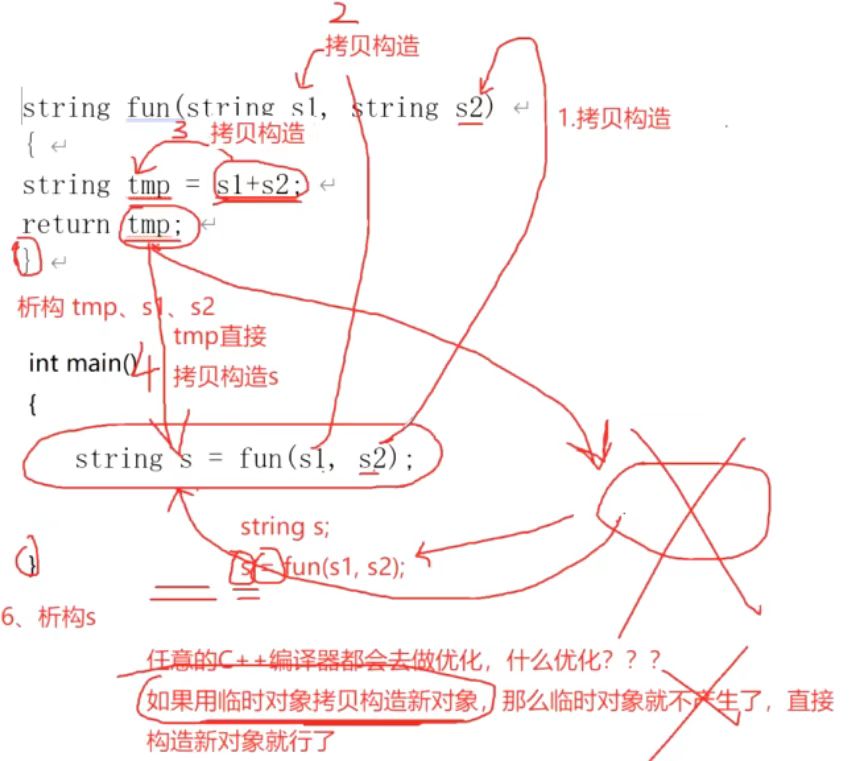 2
拷贝构造
string fun(string s1, string s2)
1.拷贝构造
3 拷贝构造
{
string tmp = s1+s2;
return tmp;
}
析构 tmp、s1、s2
tmp直接
int main()
4
拷贝构造s
{
string s = fun(s1, s2);
string s;
s = fun(s1, s2);
}
6、析构s
任意的C++编译器都会去做优化，什么优化？？？
如果用临时对象拷贝构造新对象，那么临时对象就不产生了，直接
构造新对象就行了